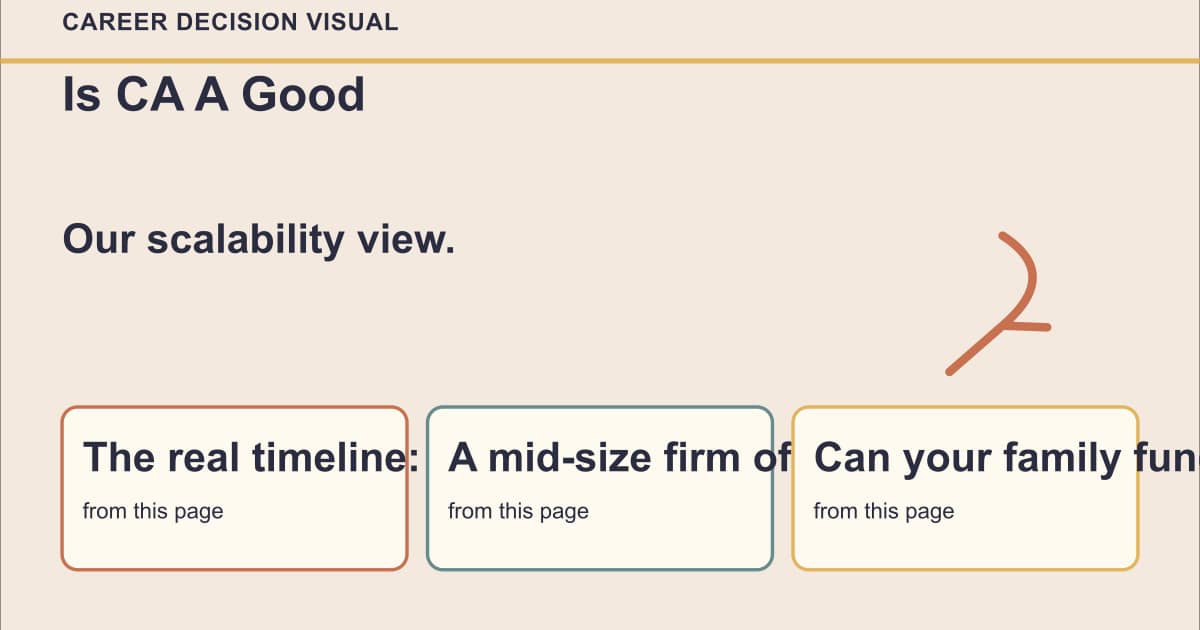 CAREER DECISION VISUAL
Is CA A Good
Our scalability view.
The real timeline:
from this page
A mid-size firm of
from this page
Can your family
from this page